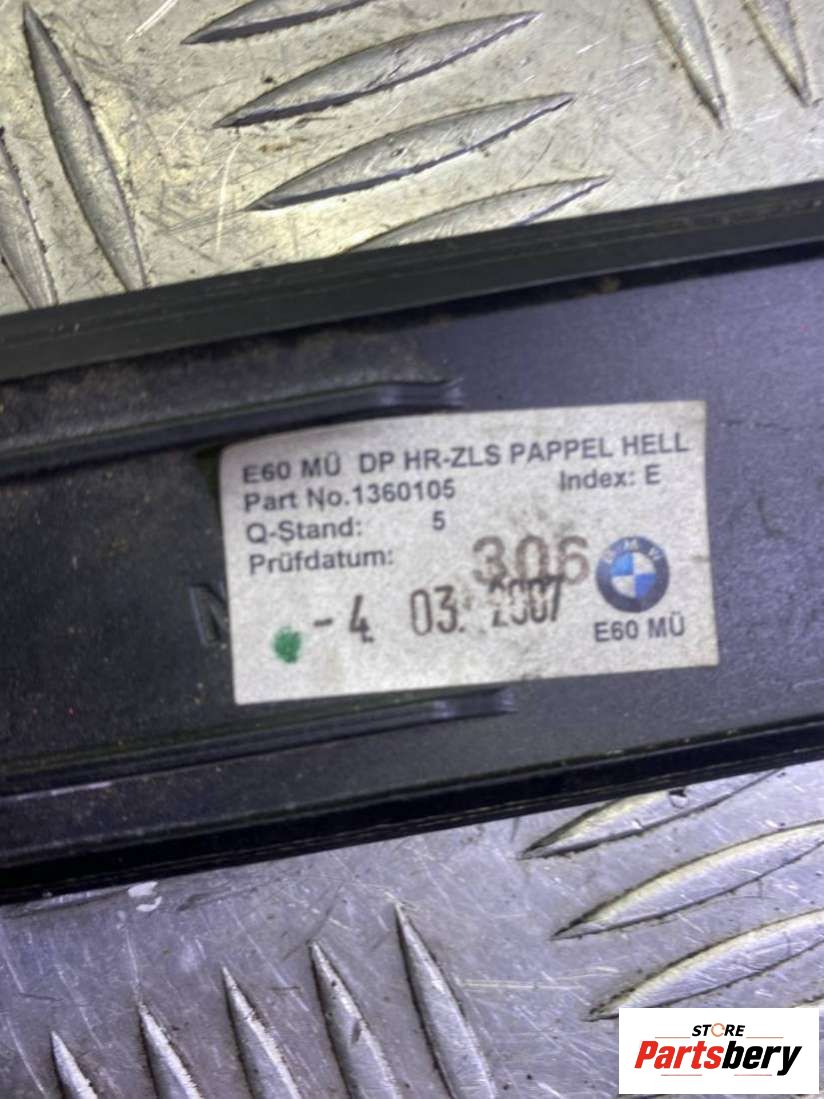 E60 MÜ DP HR-ZLS PAPPEL HELL
Part No.1360105 Index: E
Q-Stand: 5
Prüfdatum: 306
-4. 03. 2007
BMW
E60 MÜ
STORE
Partsbery